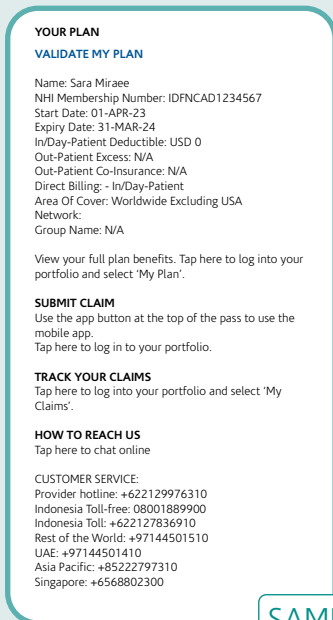 YOUR PLAN
VALIDATE MY PLAN
Name: Sara Miraee
NHI Membership Number: IDFNCAD1234567
Start Date: 01-APR-23
Expiry Date: 31-MAR-24
In/Day-Patient Deductible: USD 0
Out-Patient Excess: N/A
Out-Patient Co-Insurance: N/A
Direct Billing: - In/Day-Patient
Area Of Cover: Worldwide Excluding USA
Network:
Group Name: N/A
View your full plan benefits. Tap here to log into your
portfolio and select ‘My Plan’.
SUBMIT CLAIM
Use the app button at the top of the pass to use the
mobile app.
Tap here to log in to your portfolio.
TRACK YOUR CLAIMS
Tap here to log into your portfolio and select ‘My
Claims’.
HOW TO REACH US
Tap here to chat online
CUSTOMER SERVICE:
Provider hotline: +622129976310
Indonesia Toll-free: 08001889900
Indonesia Toll: +622127836910
Rest of the World: +97144501510
UAE: +97144501410
Asia Pacific: +85222797310
Singapore: +6568802300